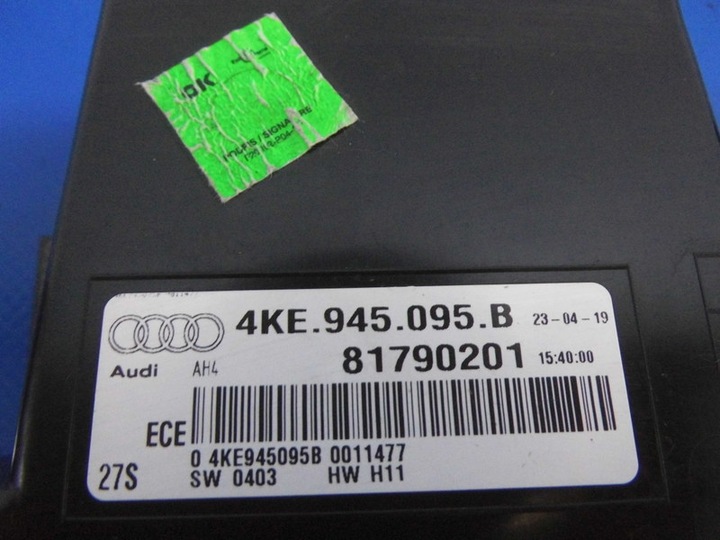 OK
4KE.945.095.B 23-04-19
81790201 15:40:00
Audi AH4
ECE
0 4KE945095B 0011477
27S SW 0403 HW H11